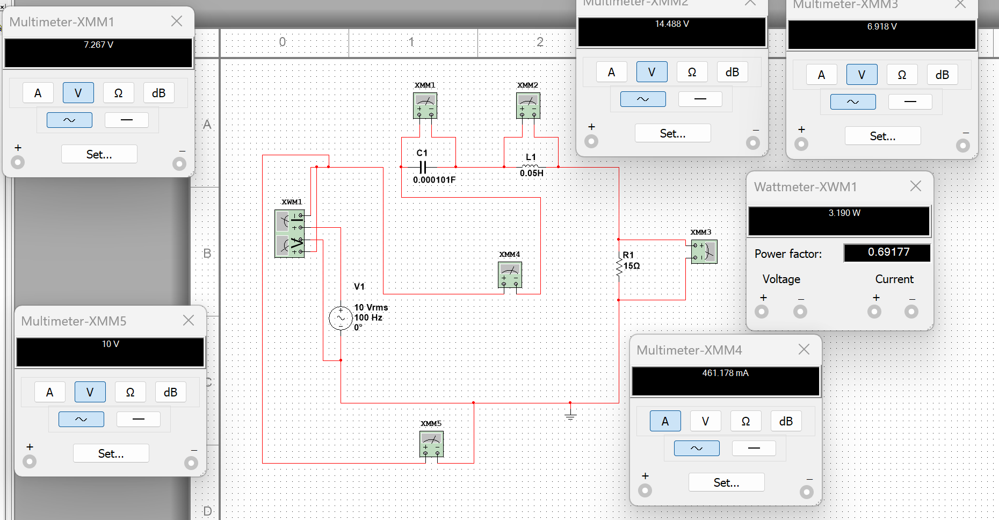 Multimeter-XMM1
7.267 V
A V Ω dB
+
Set...
–
Multimeter-XMM2
14.488 V
A V Ω dB
+
Set...
–
Multimeter-XMM3
6.918 V
A V Ω dB
+
Set...
–
0 1 2
A
B
C
D
XMM1
+ –
XMM2
+ –
C1
0.000101F
L1
0.05H
XWM1
I
V
XMM4
+ –
XMM3
R1
15Ω
V1
10 Vrms
100 Hz
0°
XMM5
+ –
Wattmeter-XWM1
3.190 W
Power factor: 0.69177
Voltage Current
+ – + –
Multimeter-XMM5
10 V
A V Ω dB
+
Set...
–
Multimeter-XMM4
461.178 mA
A V Ω dB
+
Set...
–